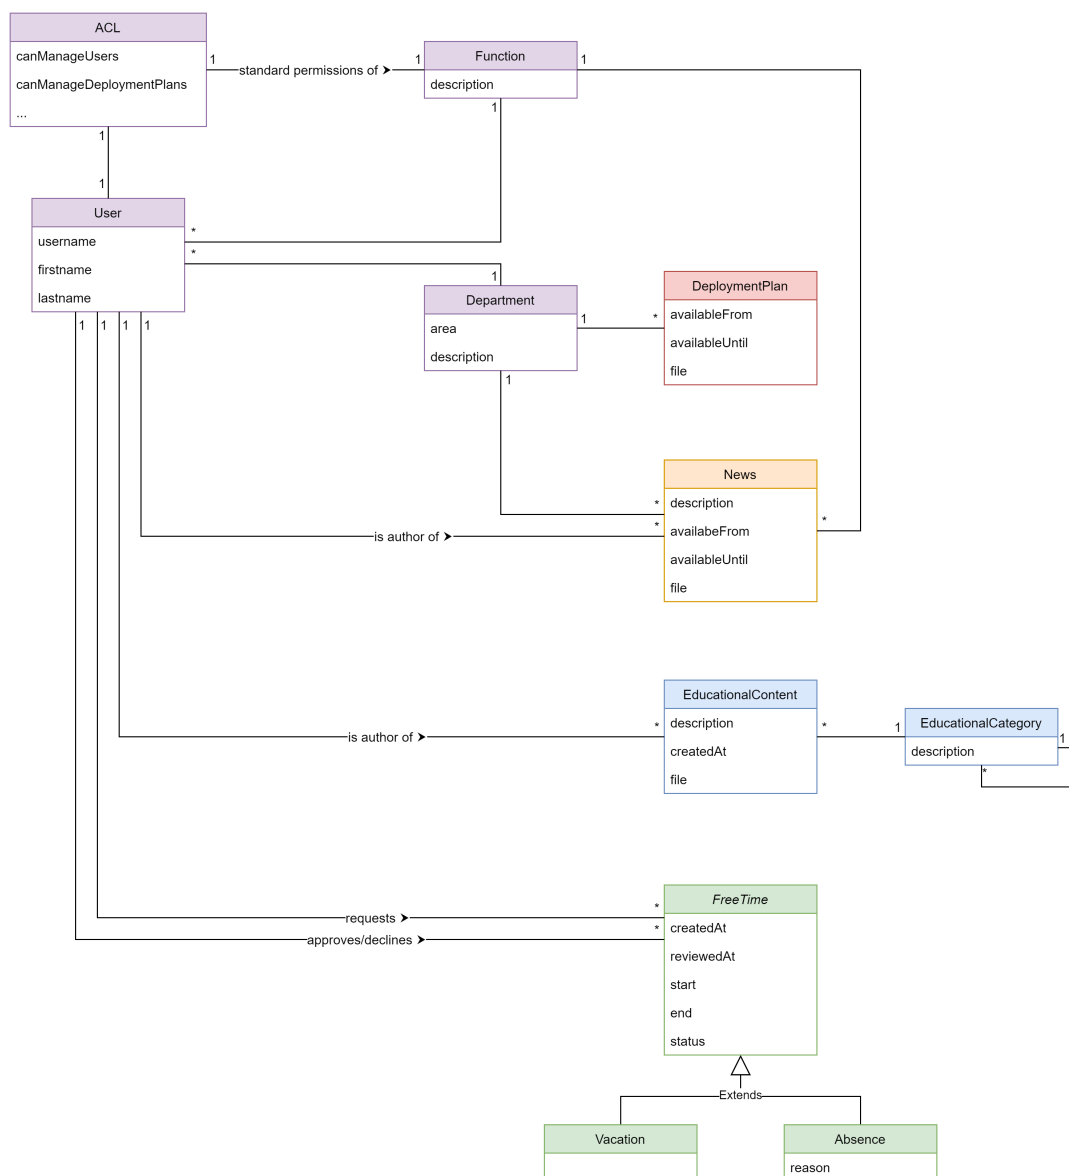 ACL
canManageUsers
canManageDeploymentPlans
...
1
standard permissions of
1
Function
description
1
1
1
1
User
username
firstname
lastname
*
*
1
Department
area
description
1
*
DeploymentPlan
availableFrom
availableUntil
file
1
1
1
1
1
News
description
availabeFrom
availableUntil
file
*
*
*
is author of
EducationalContent
description
createdAt
file
*
is author of
*
1
EducationalCategory
description
1
*
FreeTime
createdAt
reviewedAt
start
end
status
*
requests
*
approves/declines
Extends
Vacation
Absence
reason